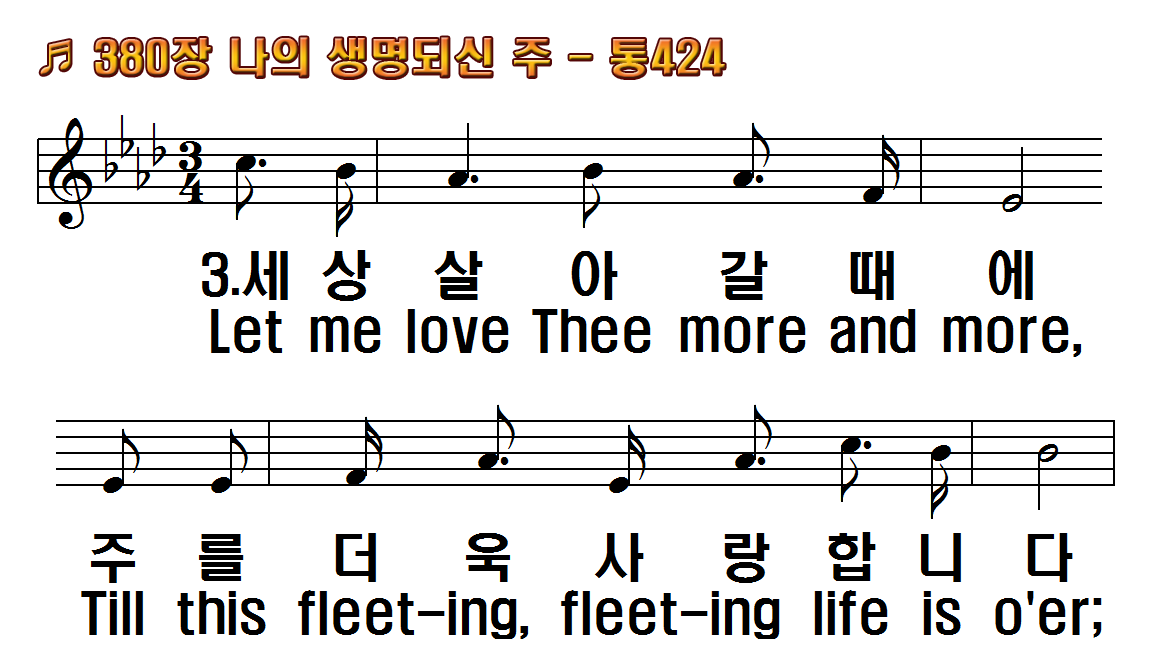 ♬ 380장 나의 생명되신 주 - 통424
3
4
3.세 상 살 아 갈 때 에
Let me love Thee more and more,
주 를 더 욱 사 랑 합 니 다
Till this fleet-ing, fleet-ing life is o'er;